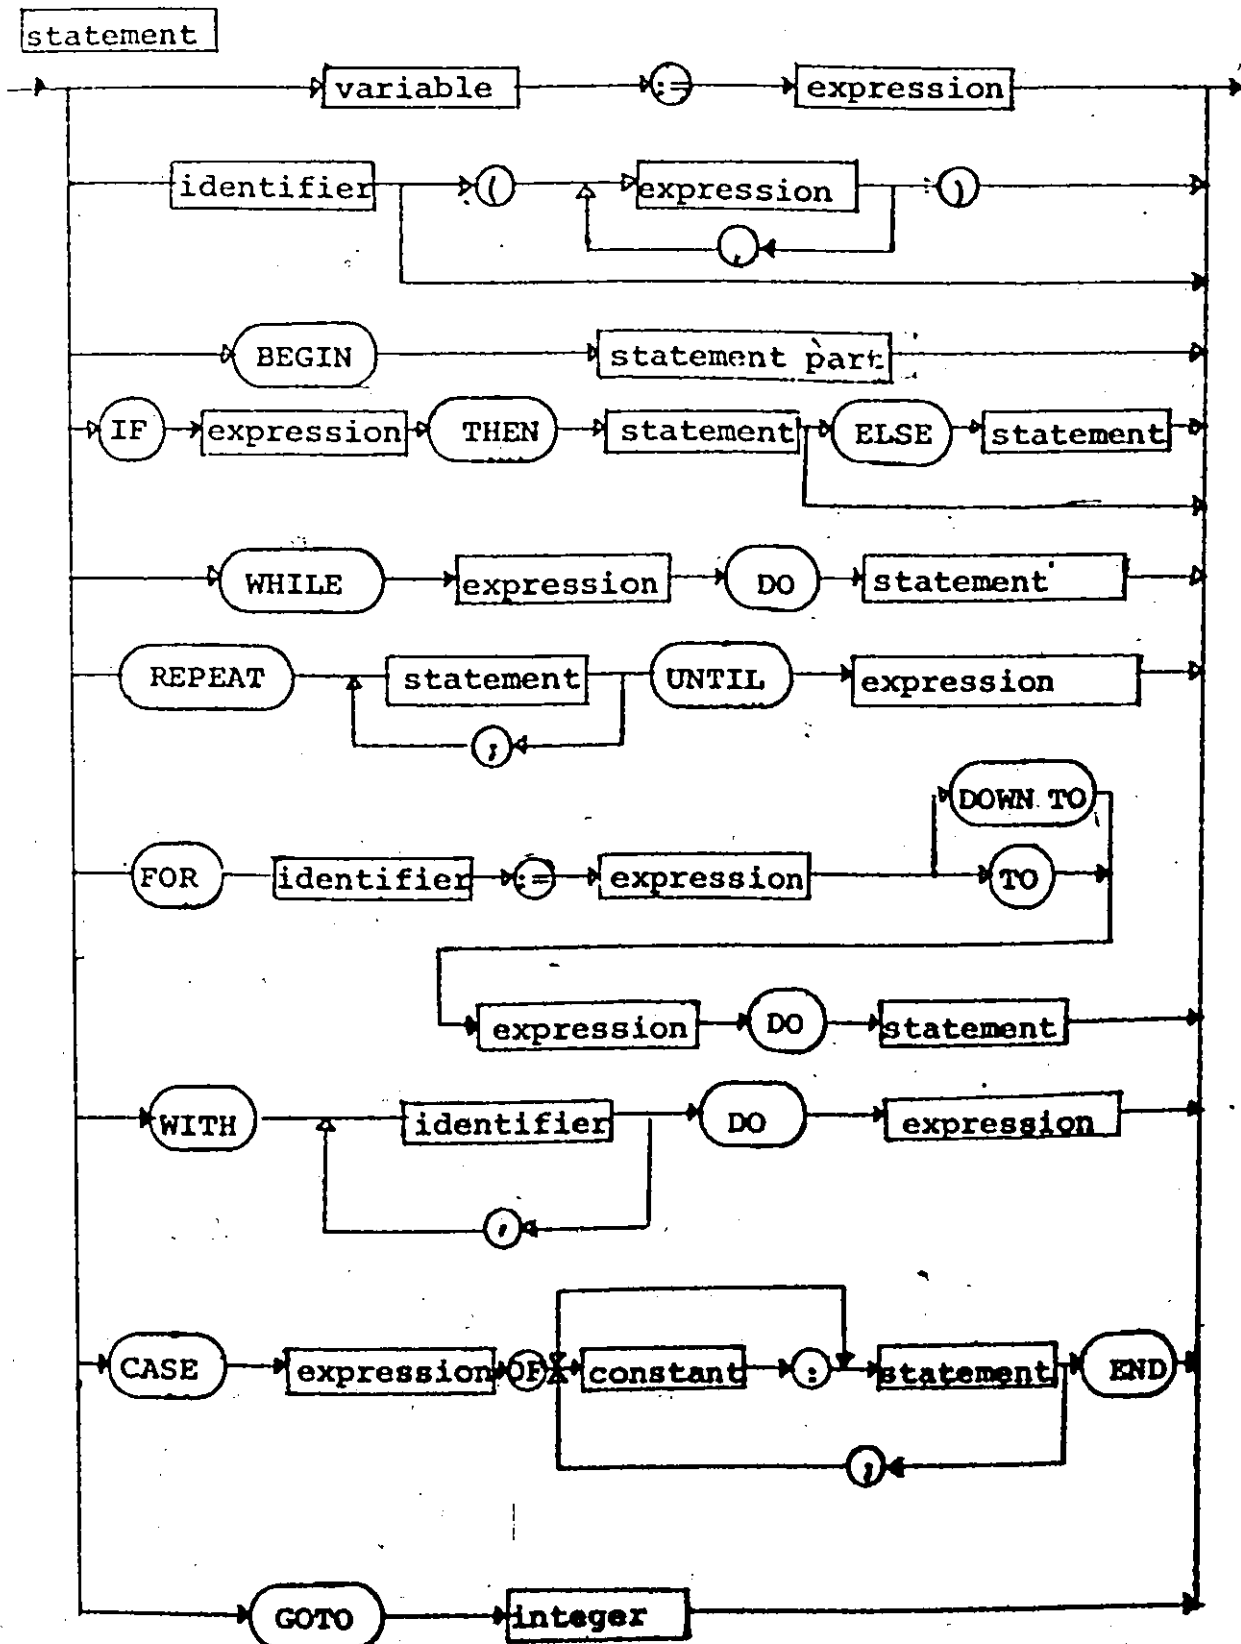 statement
variable := expression
identifier ( expression )
,
BEGIN statement part
IF expression THEN statement ELSE statement
WHILE expression DO statement
REPEAT statement UNTIL expression
;
DOWN TO
FOR identifier := expression TO
expression DO statement
WITH identifier DO expression
,
CASE expression OF constant : statement END
;
GOTO integer